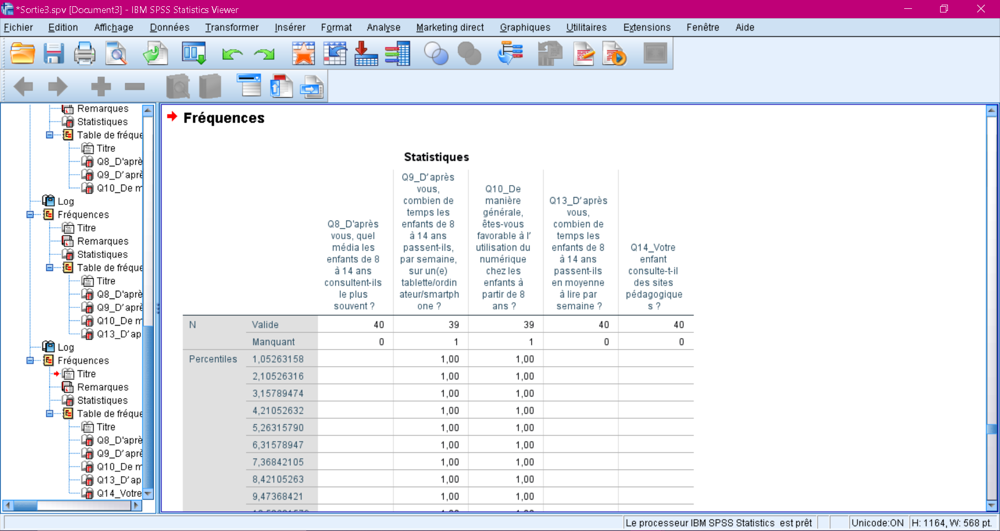 *Sortie3.spv [Document3] - IBM SPSS Statistics Viewer
Fichier Edition Affichage Données Transformer Insérer Format Analyse Marketing direct Graphiques Utilitaires Extensions Fenêtre Aide
Remarques
Statistiques
Table de fréque
Titre
Q8_D'aprè
Q9_D’aprè
Q10_De m
Log
Fréquences
Titre
Remarques
Statistiques
Table de fréque
Titre
Q8_D'aprè
Q9_D’aprè
Q10_De m
Q13_D’ap
Log
Fréquences
Titre
Remarques
Statistiques
Table de fréque
Titre
Q8_D'aprè
Q9_D’aprè
Q10_De m
Q13_D’ap
Q14_Votre
Fréquences
Statistiques
Q8_D'après
vous, quel
média les
enfants de 8
à 14 ans
consultent-ils
le plus
souvent ?
Q9_D’après
vous,
combien de
temps les
enfants de 8
à 14 ans
passent-ils,
par semaine,
sur un(e)
tablette/ordin
ateur/smartph
one ?
Q10_De
manière
générale,
êtes-vous
favorable à l’
utilisation du
numérique
chez les
enfants à
partir de 8
ans ?
Q13_D’après
vous,
combien de
temps les
enfants de 8
à 14 ans
passent-ils
en moyenne
à lire par
semaine ?
Q14_Votre
enfant
consulte-t-il
des sites
pédagogique
s ?
N Valide 40 39 39 40 40
Manquant 0 1 1 0 0
Percentiles 1,05263158 1,00 1,00
2,10526316 1,00 1,00
3,15789474 1,00 1,00
4,21052632 1,00 1,00
5,26315790 1,00 1,00
6,31578947 1,00 1,00
7,36842105 1,00 1,00
8,42105263 1,00 1,00
9,47368421 1,00 1,00
Le processeur IBM SPSS Statistics est prêt Unicode:ON H: 1164, W: 568 pt.